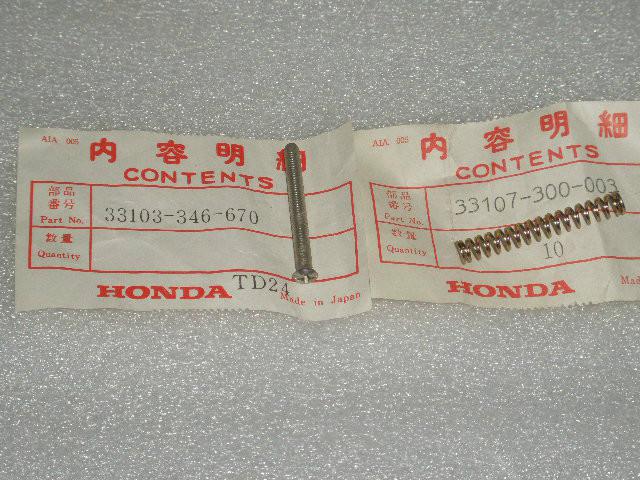 AIA 005
内容明細
CONTENTS
部品
番号
Part No.
33103-346-670
数量
Quantity
HONDA
TD24
Made in Japan
AIA 005
内容明細
CONTENTS
部品
番号
Part No.
33107-300-003
数量
Quantity
10
HONDA
Mad